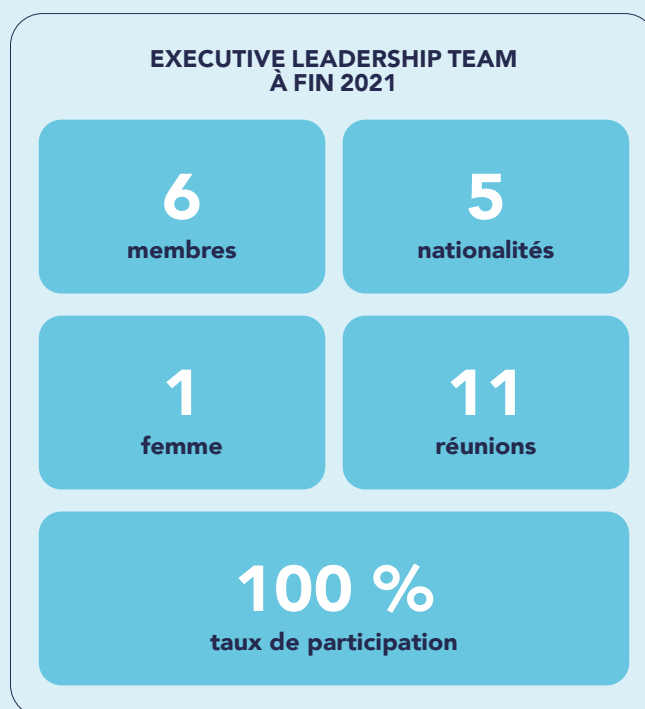 EXECUTIVE LEADERSHIP TEAM
À FIN 2021
6
membres
5
nationalités
1
femme
11
réunions
100 %
taux de participation